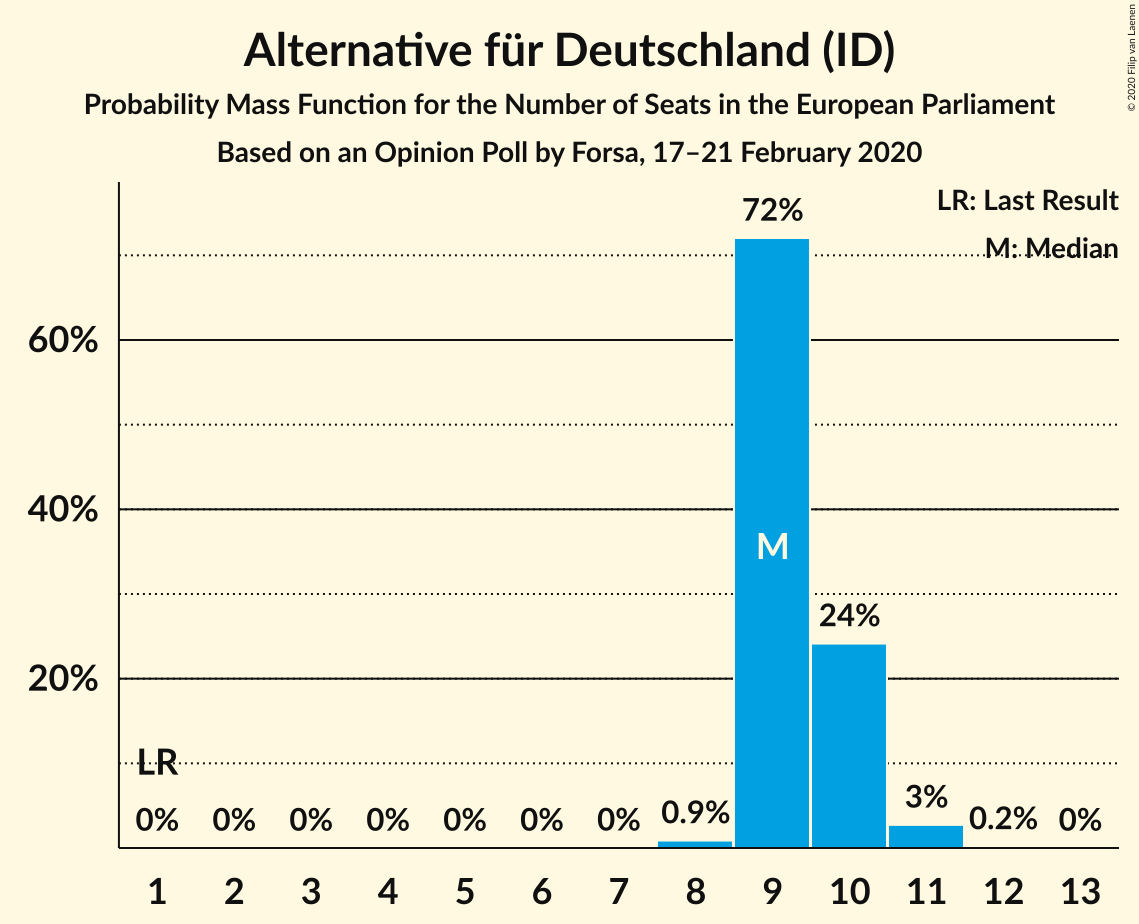 Alternative für Deutschland (ID)
Probability Mass Function for the Number of Seats in the European Parliament
Based on an Opinion Poll by Forsa, 17–21 February 2020
© 2020 Filip van Laenen
LR: Last Result
M: Median
72%
60%
40%
M
24%
20%
LR
0% 0% 0% 0% 0% 0% 0% 0.9% 3% 0.2% 0%
1 2 3 4 5 6 7 8 9 10 11 12 13